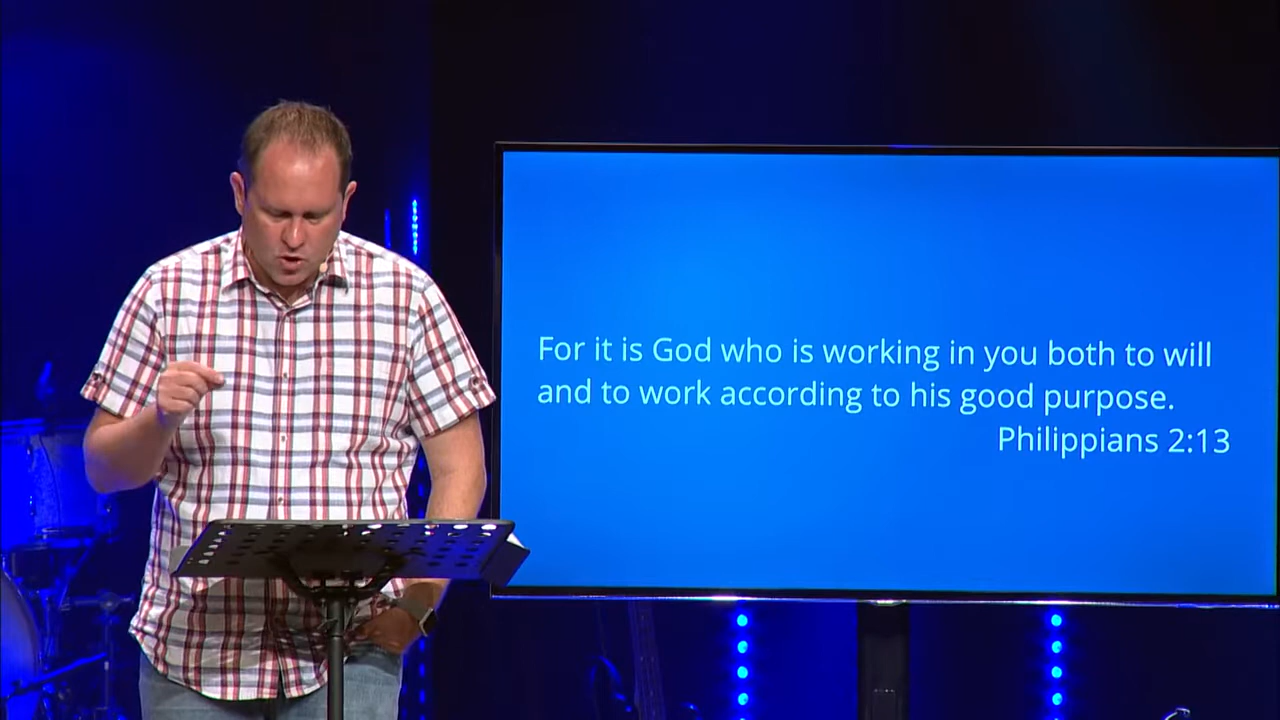 For it is God who is working in you both to will
and to work according to his good purpose.
Philippians 2:13